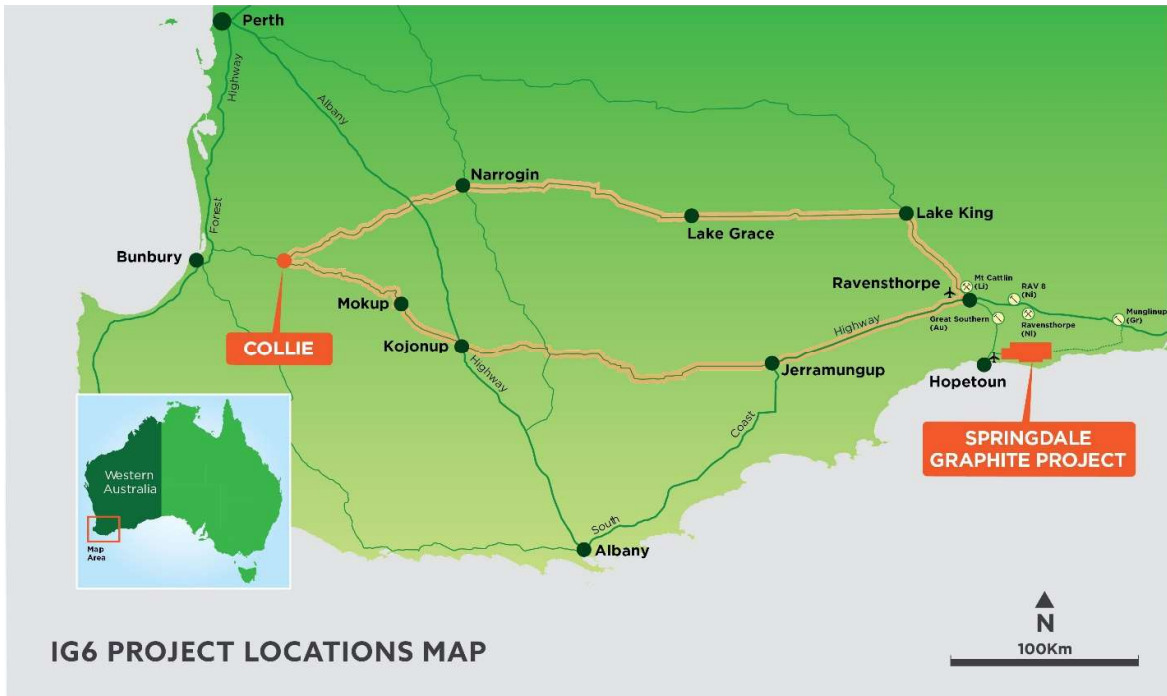 Perth
Highway
Albany
Narrogin
Lake Grace
Lake King
Forest
Bunbury
Mokup
COLLIE
Kojonup
Highway
Ravensthorpe
Mt Cattlin
(Li)
RAV 8
(Ni)
Great Southern
(Au)
Ravensthorpe
(Ni)
Munglinup
(Gr)
Highway
Jerramungup
Hopetoun
SPRINGDALE
GRAPHITE PROJECT
Coast
South
Albany
Western
Australia
Map
Area
IG6 PROJECT LOCATIONS MAP
N
100Km